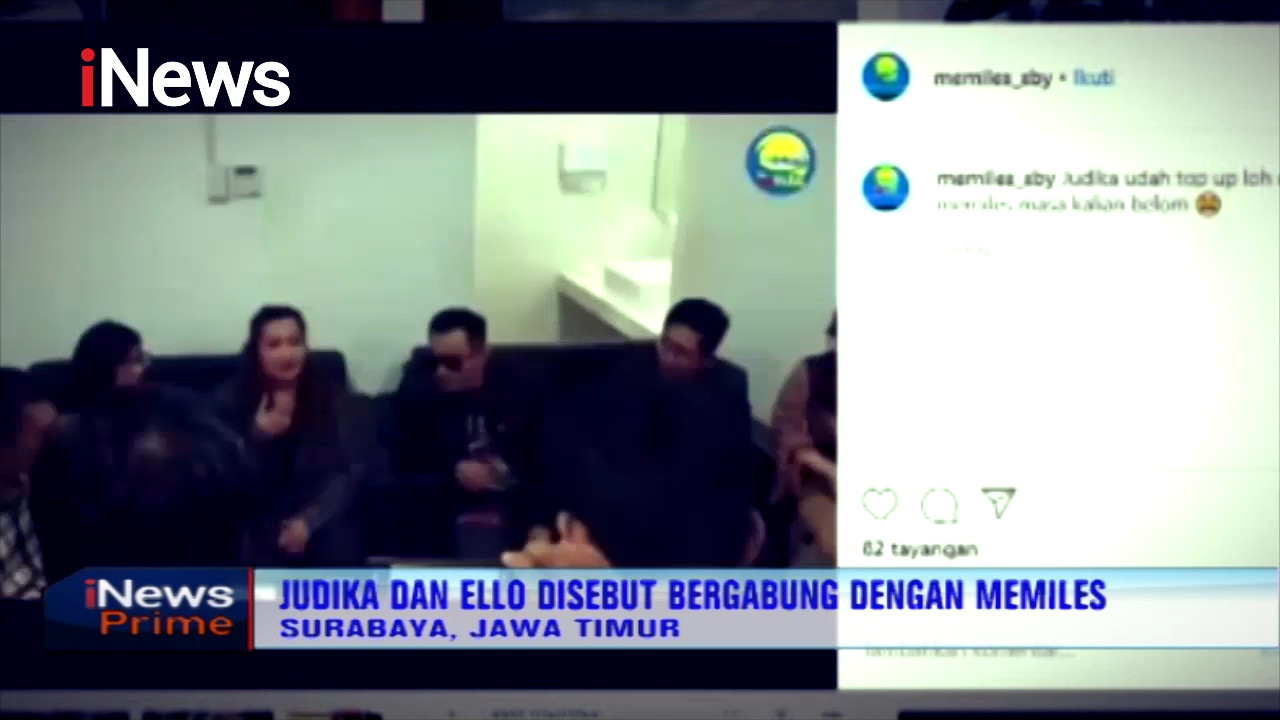 iNews
memiles_sby • Ikuti
memiles_sby Judika udah top up loh
memiles masa kalian belom
82 tayangan
iNews
Prime
JUDIKA DAN ELLO DISEBUT BERGABUNG DENGAN MEMILES
SURABAYA, JAWA TIMUR